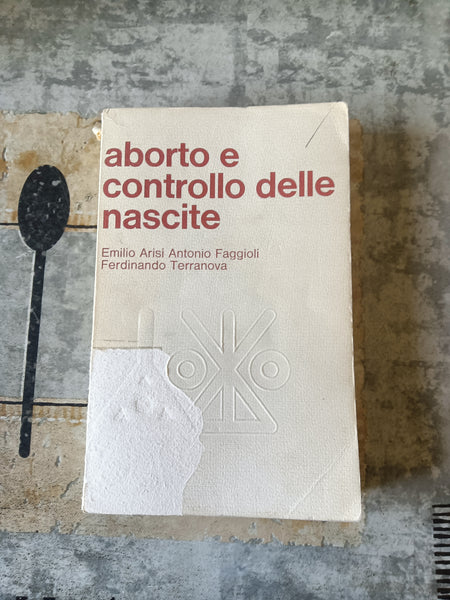 aborto e
controllo delle
nascite
Emilio Arisi Antonio Faggioli
Ferdinando Terranova